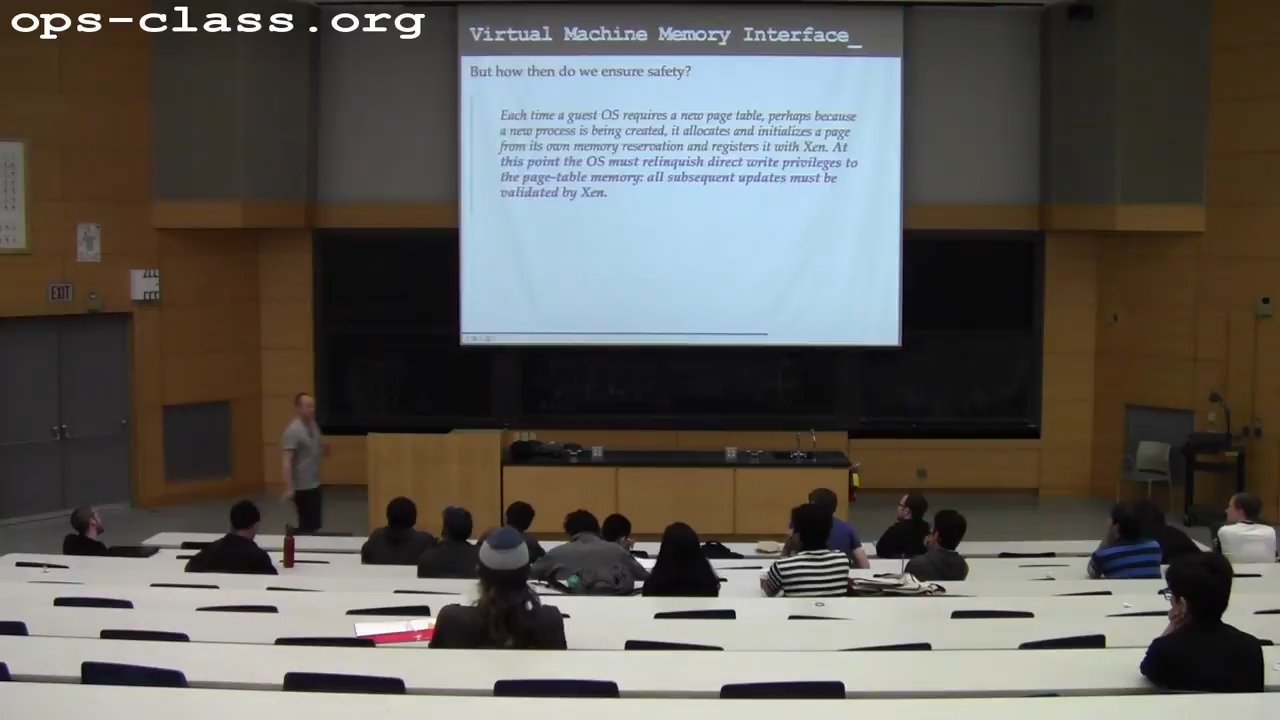 ops-class.org
Virtual Machine Memory Interface_
But how then do we ensure safety?
Each time a guest OS requires a new page table, perhaps because
a new process is being created, it allocates and initializes a page
from its own memory reservation and registers it with Xen. At
this point the OS must relinquish direct write privileges to
the page-table memory: all subsequent updates must be
validated by Xen.
EXIT